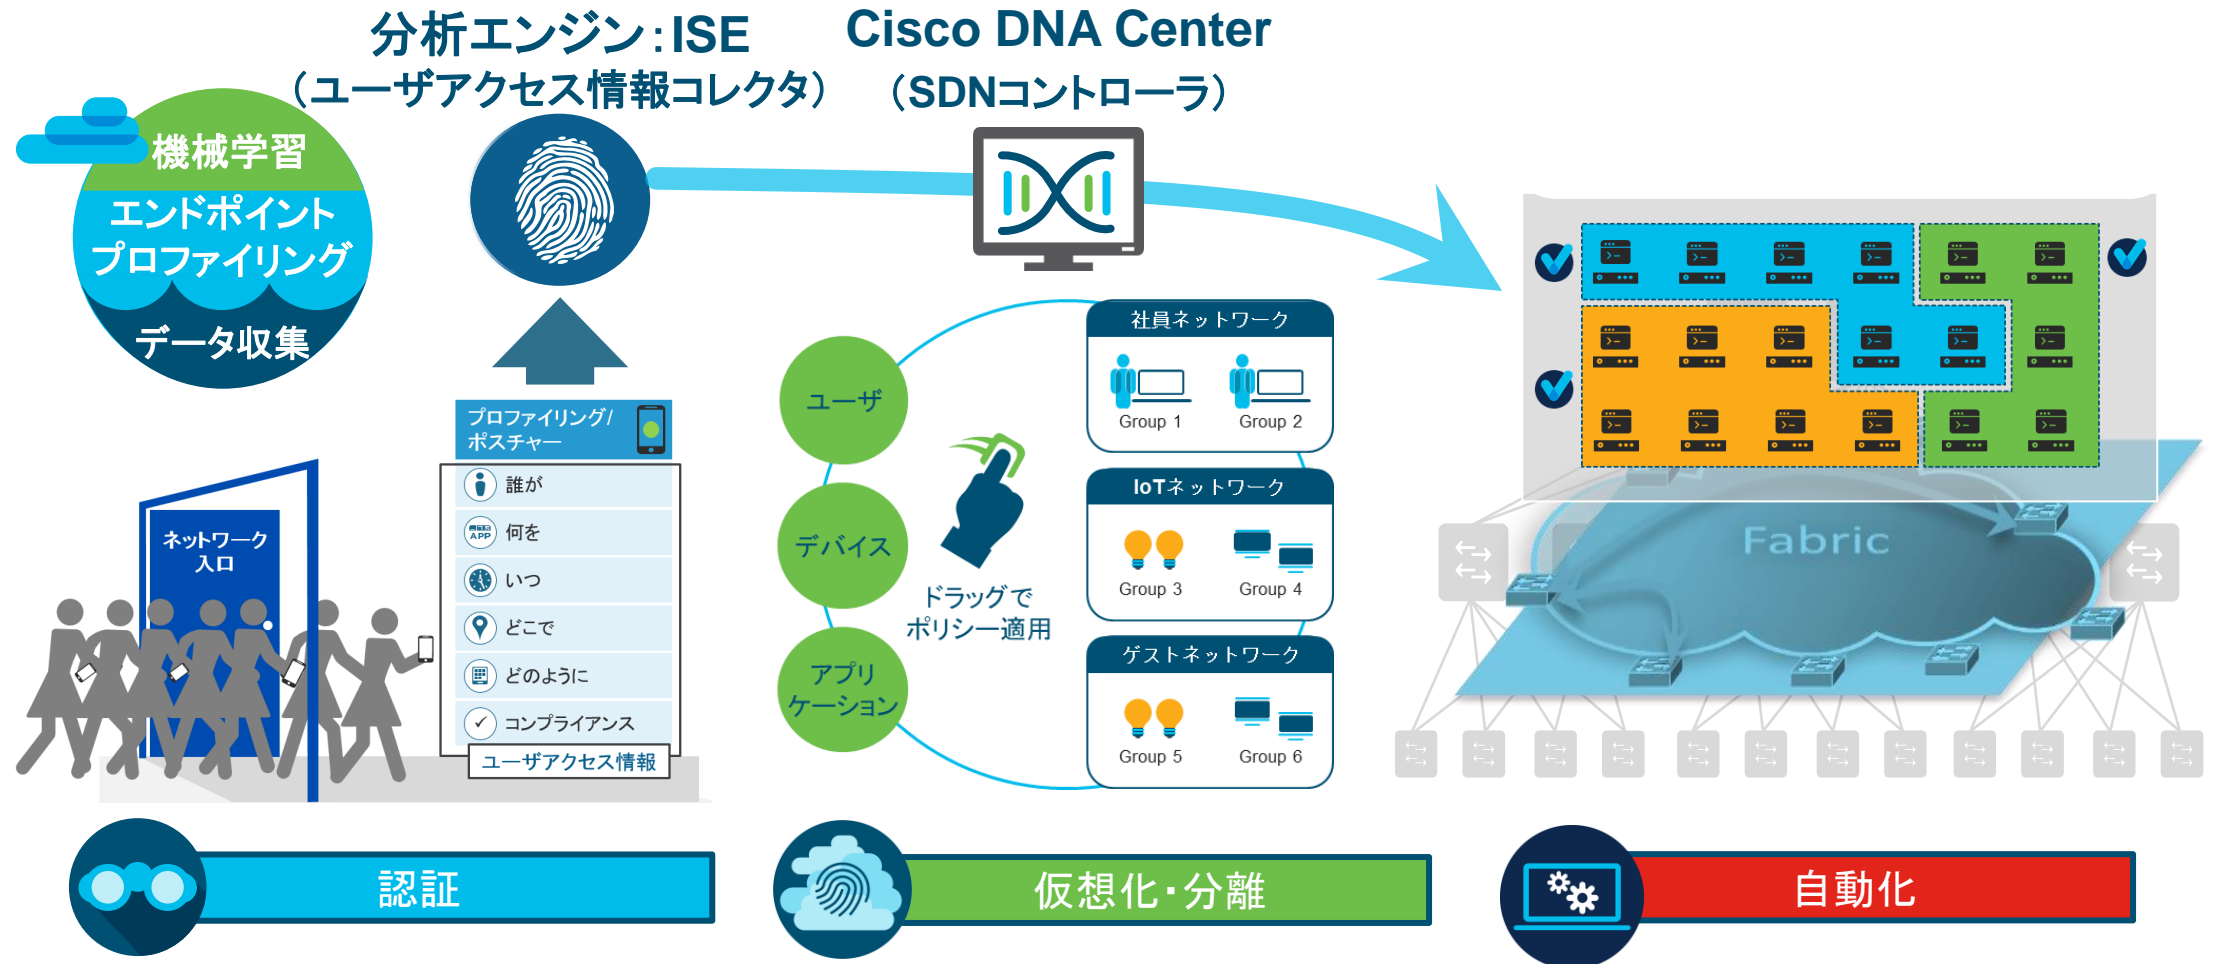 分析エンジン：ISE
（ユーザアクセス情報コレクタ）
Cisco DNA Center
（SDNコントローラ）
機械学習
エンドポイント
プロファイリング
データ収集
ネットワーク
入口
プロファイリング/
ポスチャー
誰が
APP
何を
いつ
どこで
どのように
コンプライアンス
ユーザアクセス情報
ユーザ
デバイス
アプリ
ケーション
ドラッグで
ポリシー適用
社員ネットワーク
Group 1
Group 2
IoTネットワーク
Group 3
Group 4
ゲストネットワーク
Group 5
Group 6
Fabric
認証
仮想化・分離
自動化